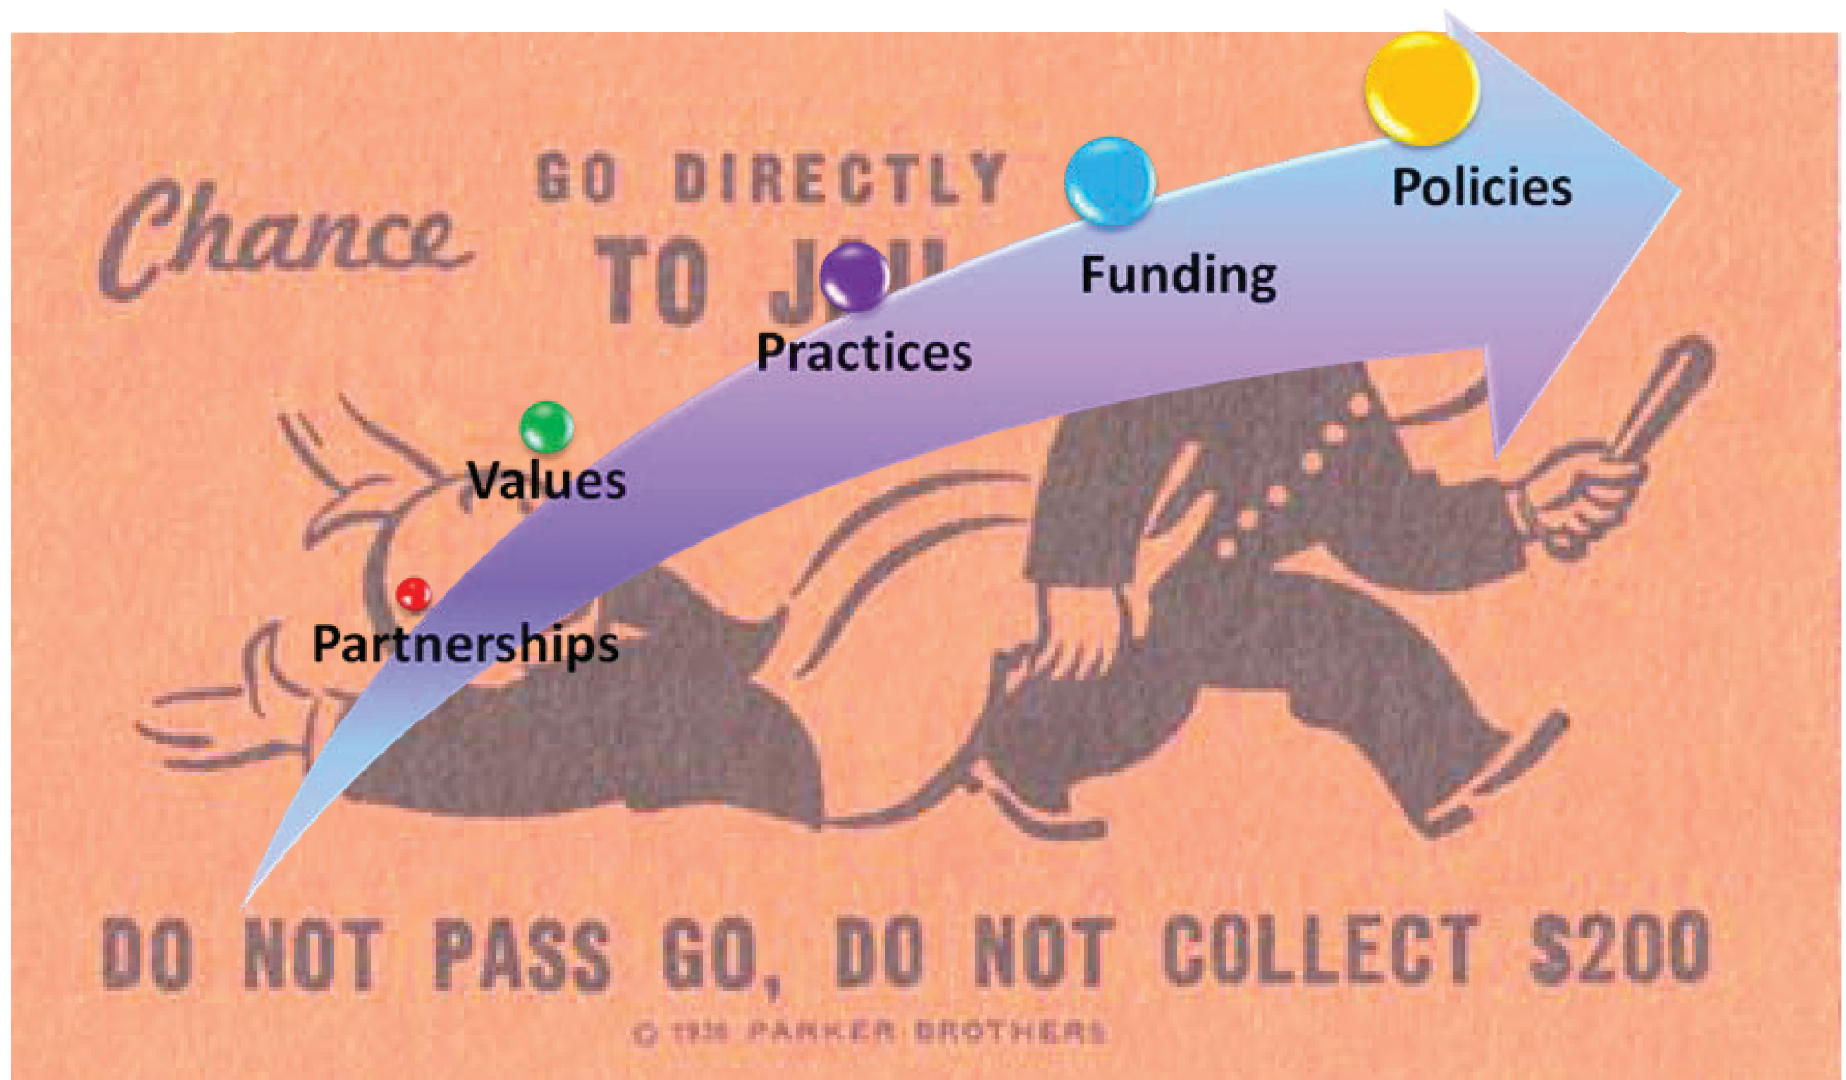 Chance
GO DIRECTLY
TO
Policies
Funding
Practices
Values
Partnerships
DO NOT PASS GO, DO NOT COLLECT $200
© PARKER BROTHERS